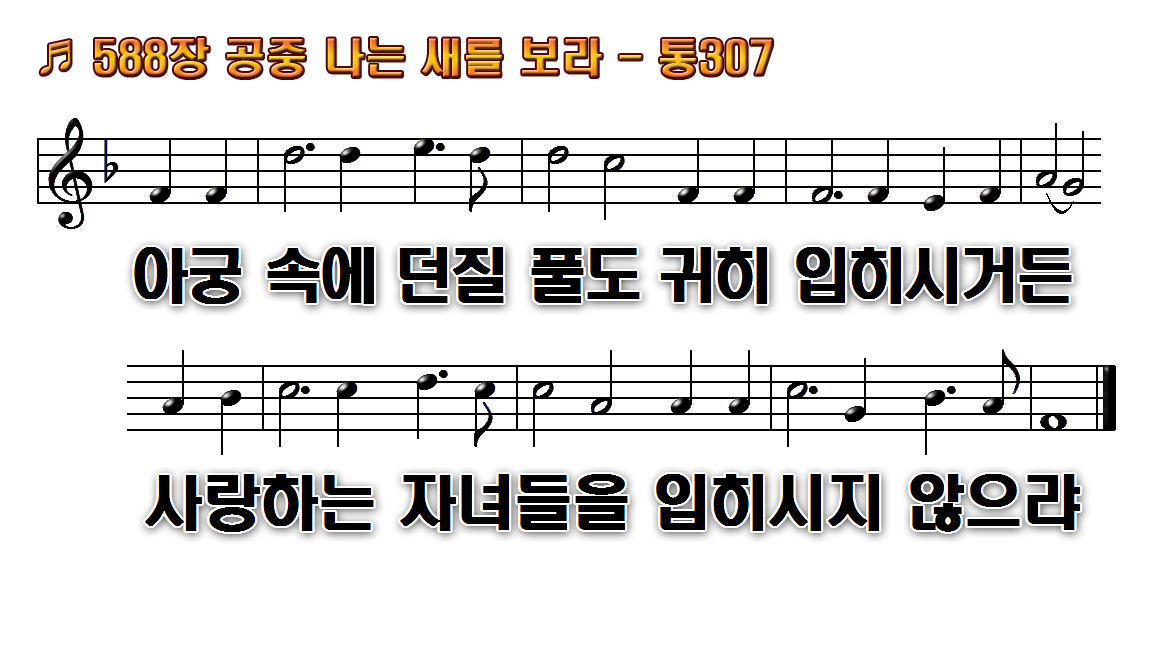 ♬ 588장 공중 나는 새를 보라 - 통307
아궁 속에 던질 풀도 귀히 입히시거든
사랑하는 자녀들을 입히시지 않으랴